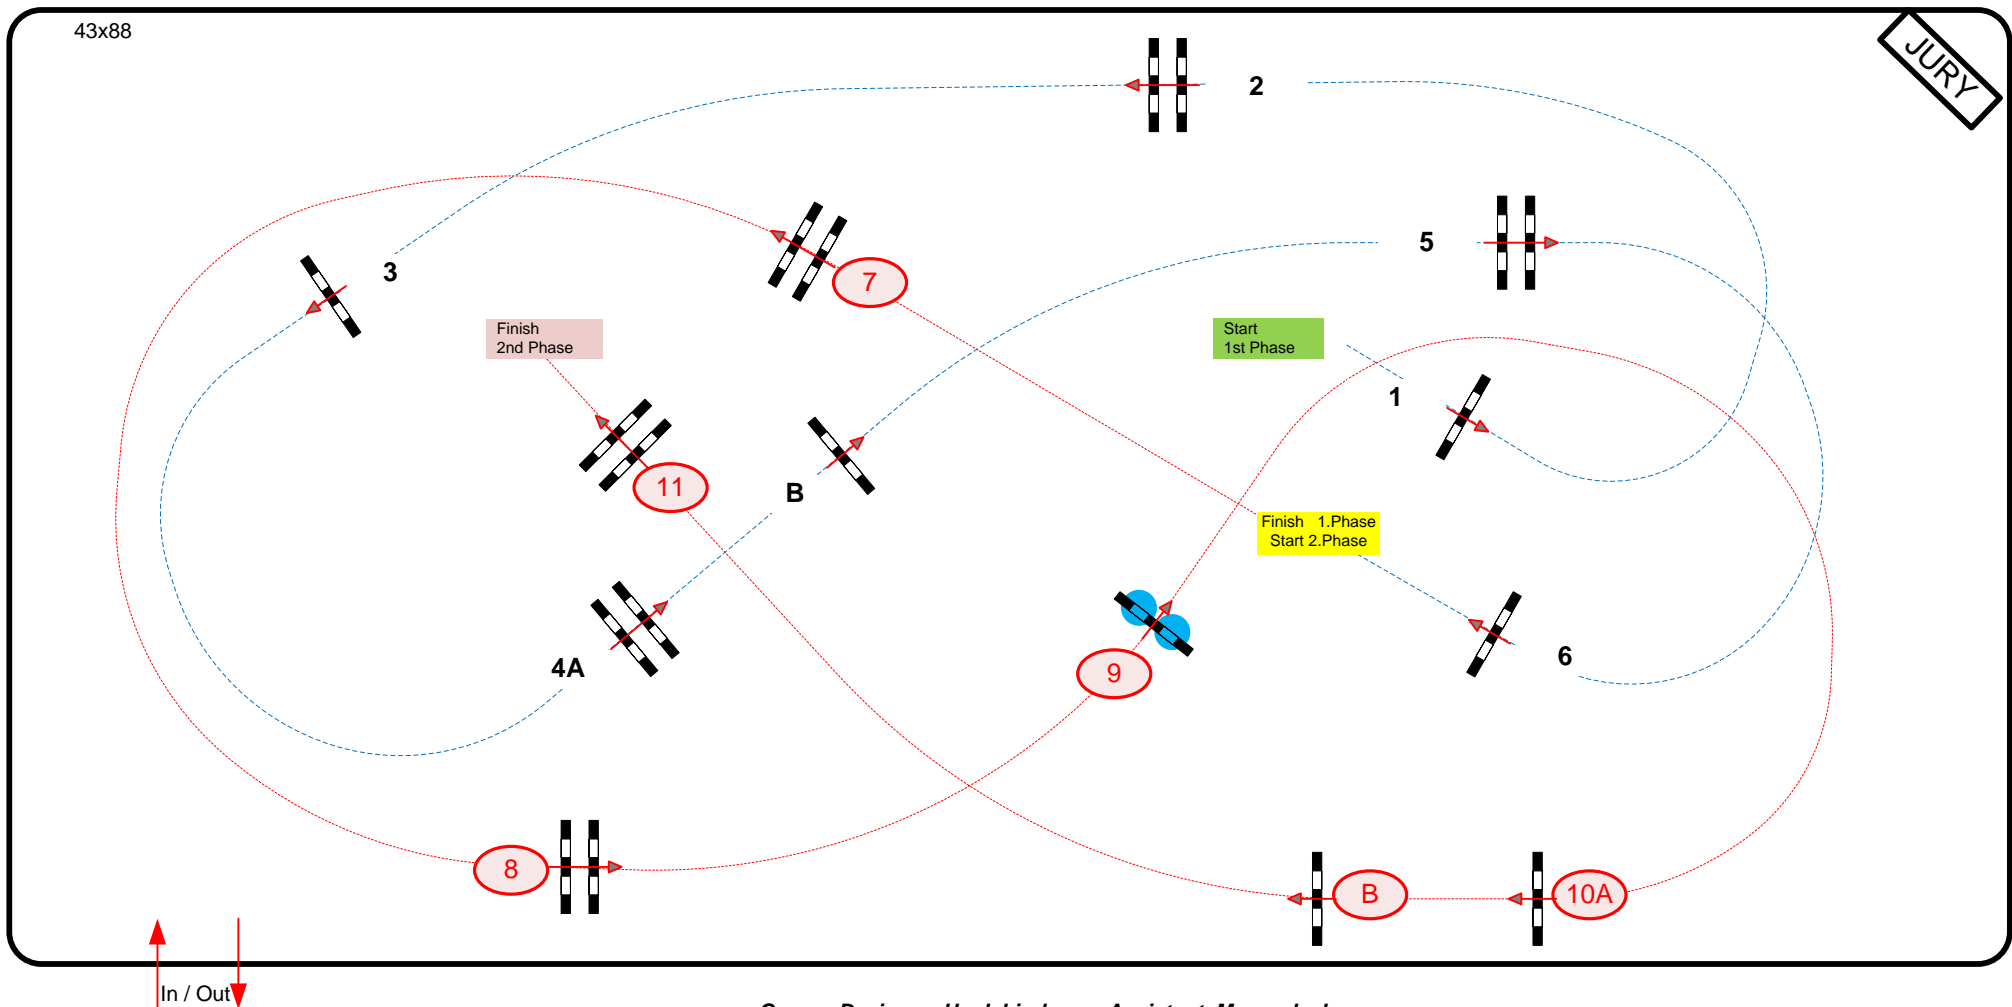 43x88
JURY
2
3
5
7
Finish
2nd Phase
Start
1st Phase
1
11
B
Finish 1.Phase
Start 2.Phase
4A
6
9
8
B
10A
In / Out